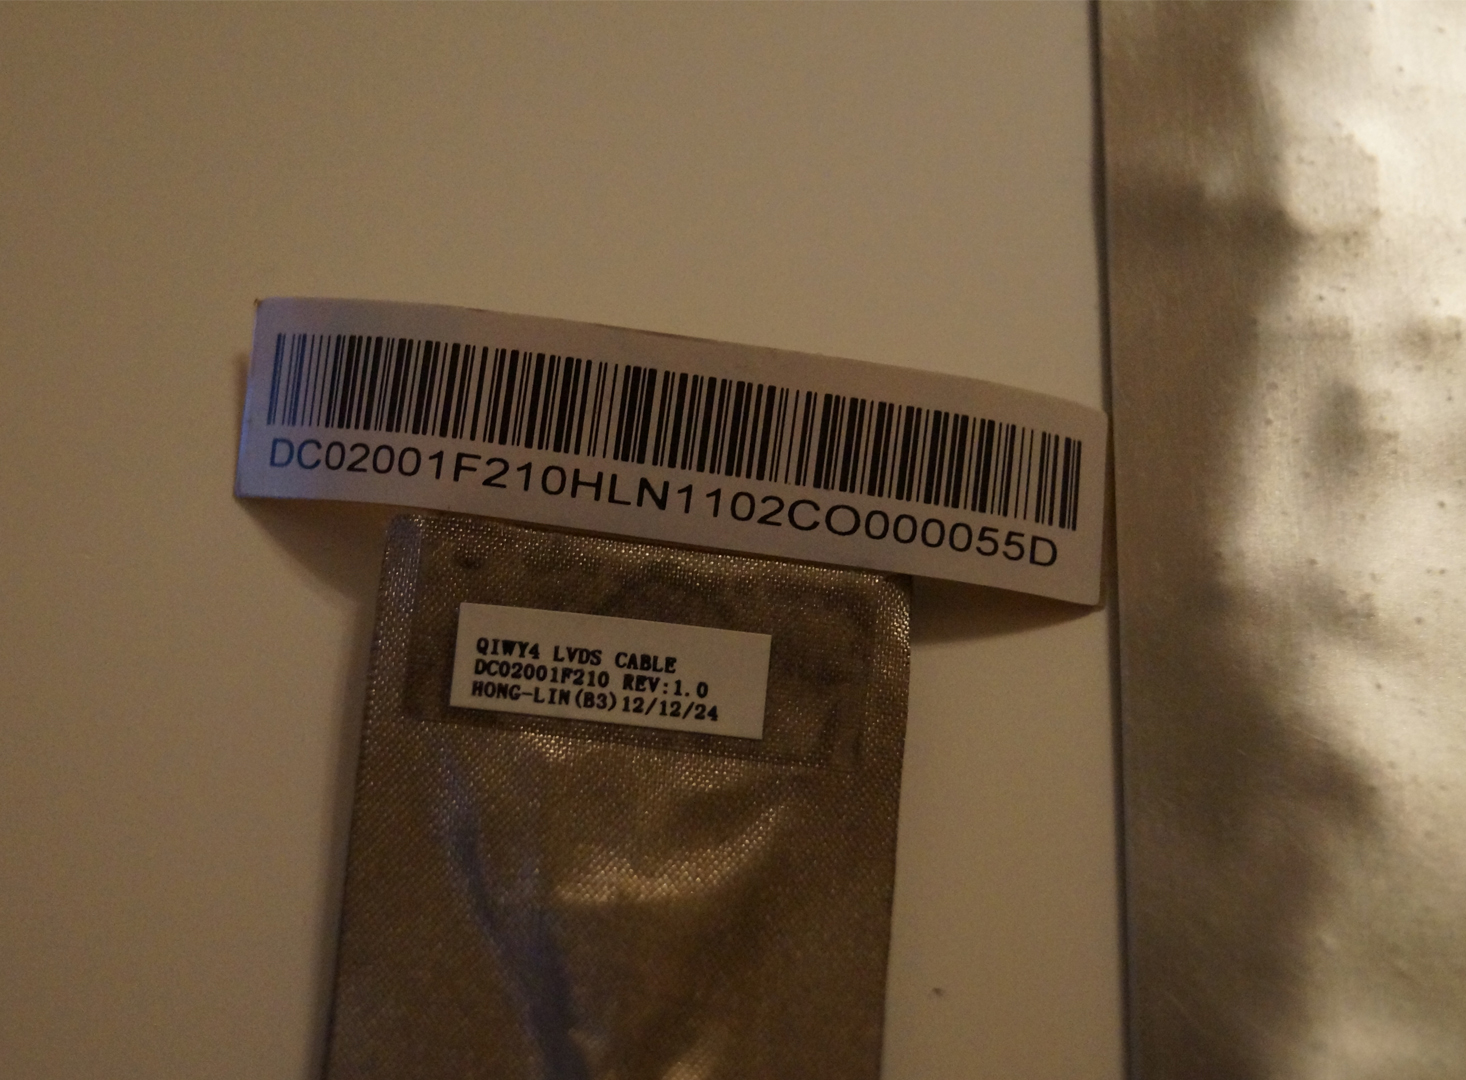 DC02001F210HLN1102CO000055D
QIWY4 LVDS CABLE
DC02001F210 REV:1.0
HONG-LIN(B3)12/12/24